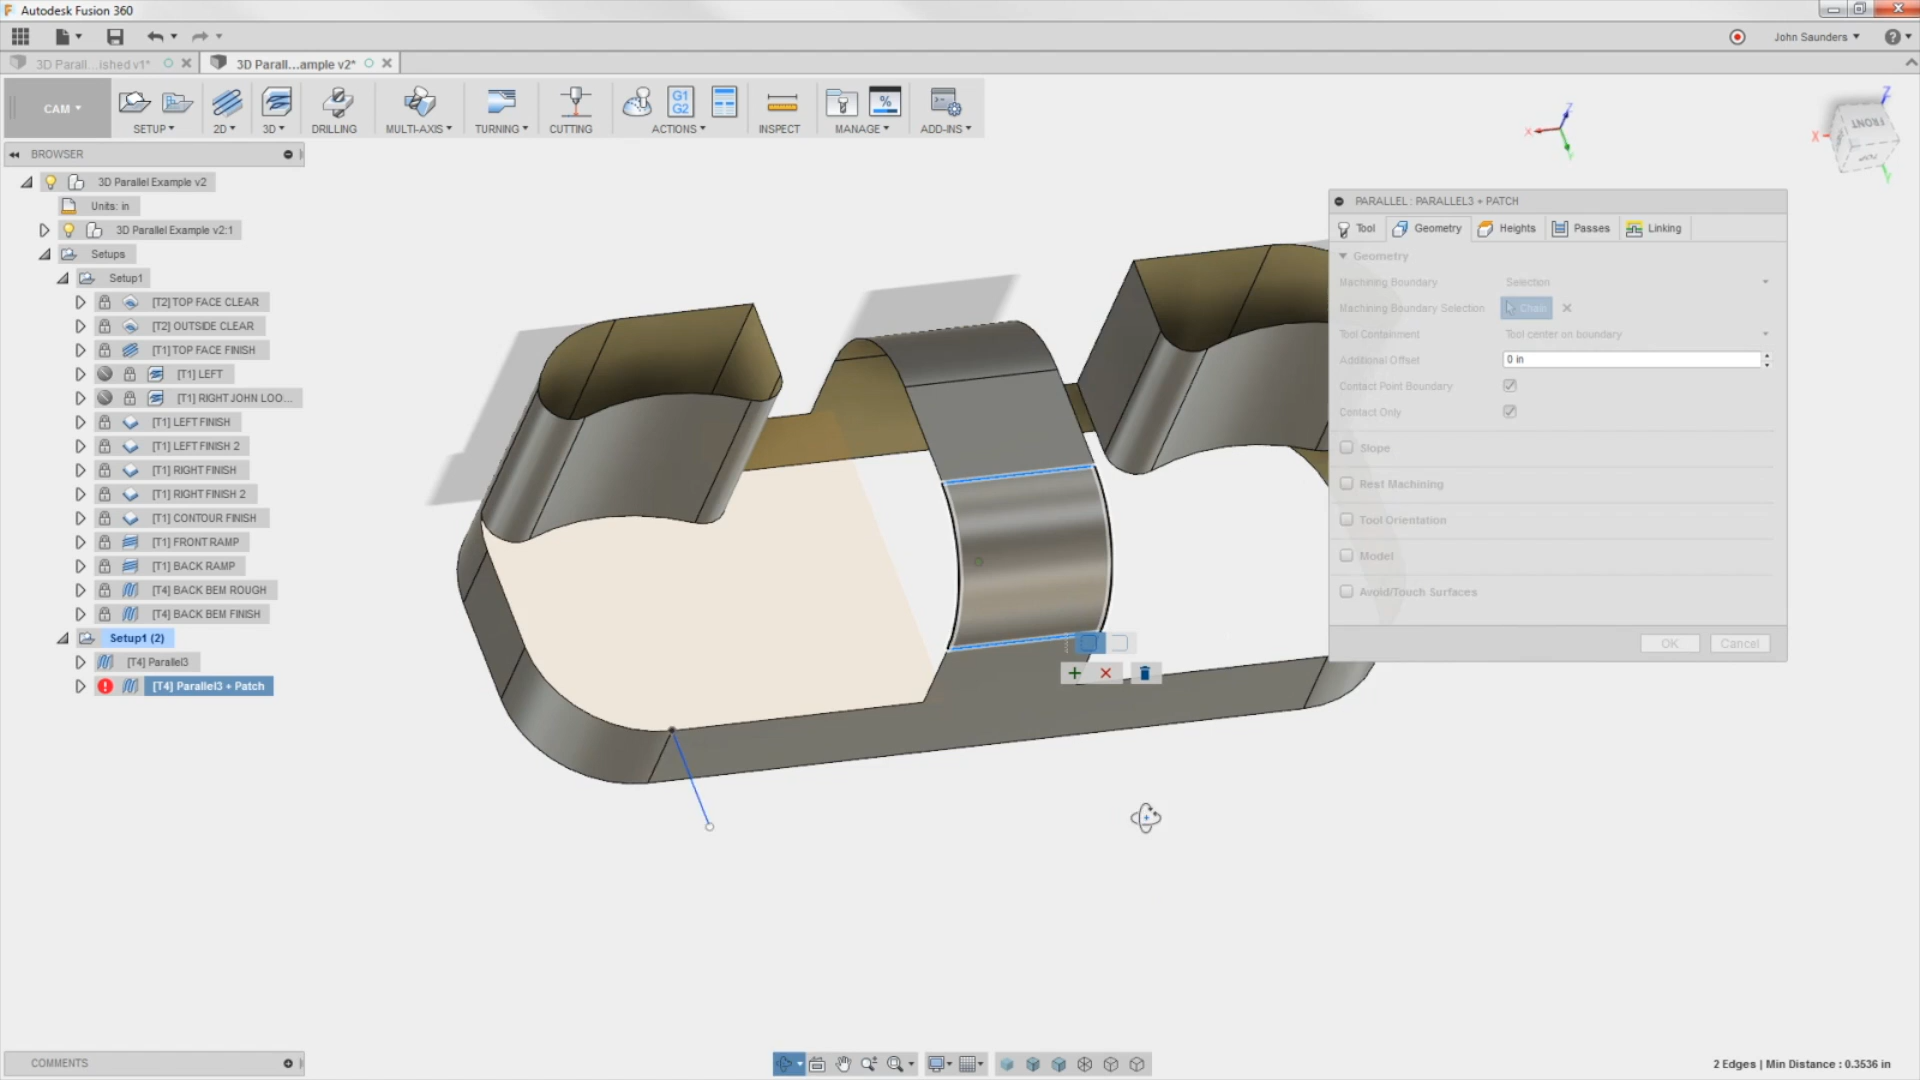 Autodesk Fusion 360
John Saunders
3D Parall...ished v1*
3D Parall...ample v2*
CAM
SETUP
2D
3D
DRILLING
MULTI-AXIS
TURNING
CUTTING
G1
G2
ACTIONS
INSPECT
%
MANAGE
ADD-INS
BROWSER
3D Parallel Example v2
Units: in
3D Parallel Example v2:1
Setups
Setup1
[T2] TOP FACE CLEAR
[T2] OUTSIDE CLEAR
[T1] TOP FACE FINISH
[T1] LEFT
[T1] RIGHT JOHN LOO...
[T1] LEFT FINISH
[T1] LEFT FINISH 2
[T1] RIGHT FINISH
[T1] RIGHT FINISH 2
[T1] CONTOUR FINISH
[T1] FRONT RAMP
[T1] BACK RAMP
[T4] BACK BEM ROUGH
[T4] BACK BEM FINISH
Setup1 (2)
[T4] Parallel3
[T4] Parallel3 + Patch
Z
X
Y
Z
X
FRONT
Y
PARALLEL : PARALLEL3 + PATCH
Tool
Geometry
Heights
Passes
Linking
Geometry
Machining Boundary
Selection
Machining Boundary Selection
Chain
Tool Containment
Tool center on boundary
Additional Offset
0 in
Contact Point Boundary
Contact Only
Slope
Rest Machining
Tool Orientation
Model
Avoid/Touch Surfaces
OK
Cancel
COMMENTS
2 Edges | Min Distance : 0.3536 in